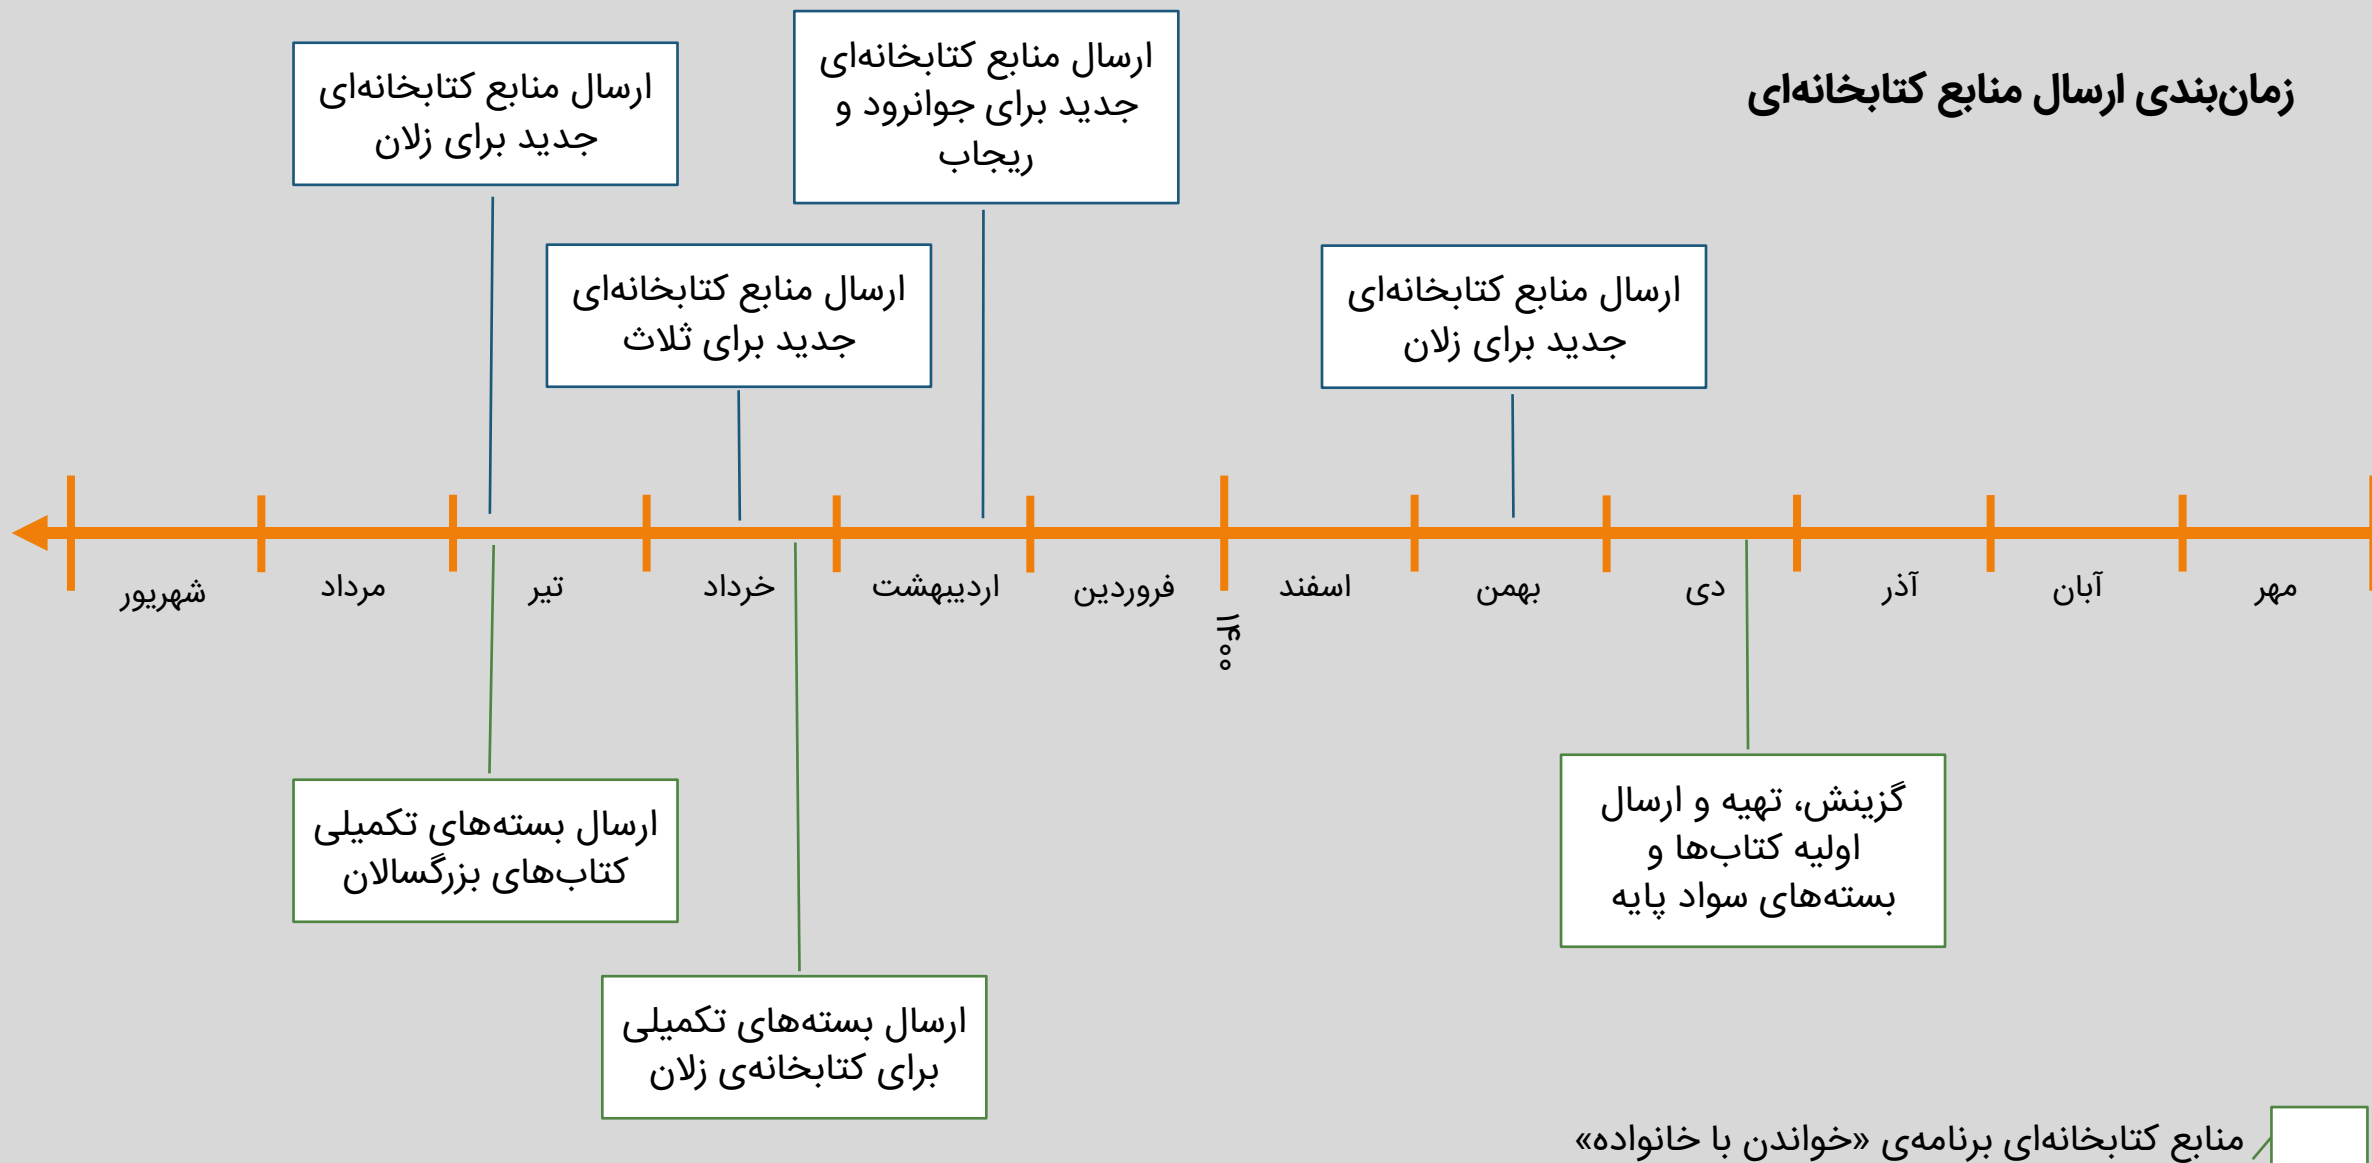 زمان‌بندی ارسال منابع کتابخانه‌ای
ارسال منابع کتابخانه‌ای
جدید برای جوانرود و
ریجاب
ارسال منابع کتابخانه‌ای
جدید برای زلان
ارسال منابع کتابخانه‌ای
جدید برای زلان
ارسال منابع کتابخانه‌ای
جدید برای ثلاث
مهر
آبان
آذر
دی
بهمن
اسفند
۱۴۰۰
فروردین
اردیبهشت
خرداد
تیر
مرداد
شهریور
گزینش، تهیه و ارسال
اولیه کتاب‌ها و
بسته‌های سواد پایه
ارسال بسته‌های تکمیلی
کتاب‌های بزرگسالان
ارسال بسته‌های تکمیلی
برای کتابخانه‌ی زلان
منابع کتابخانه‌ای برنامه‌ی «خواندن با خانواده»